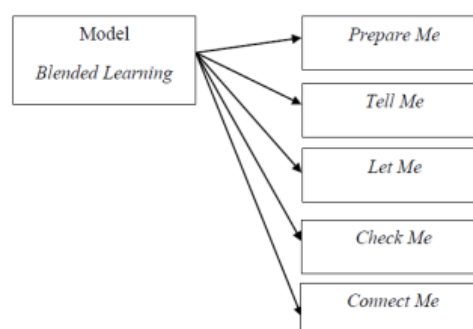 Model
Blended Learning
Prepare Me
Tell Me
Let Me
Check Me
Connect Me